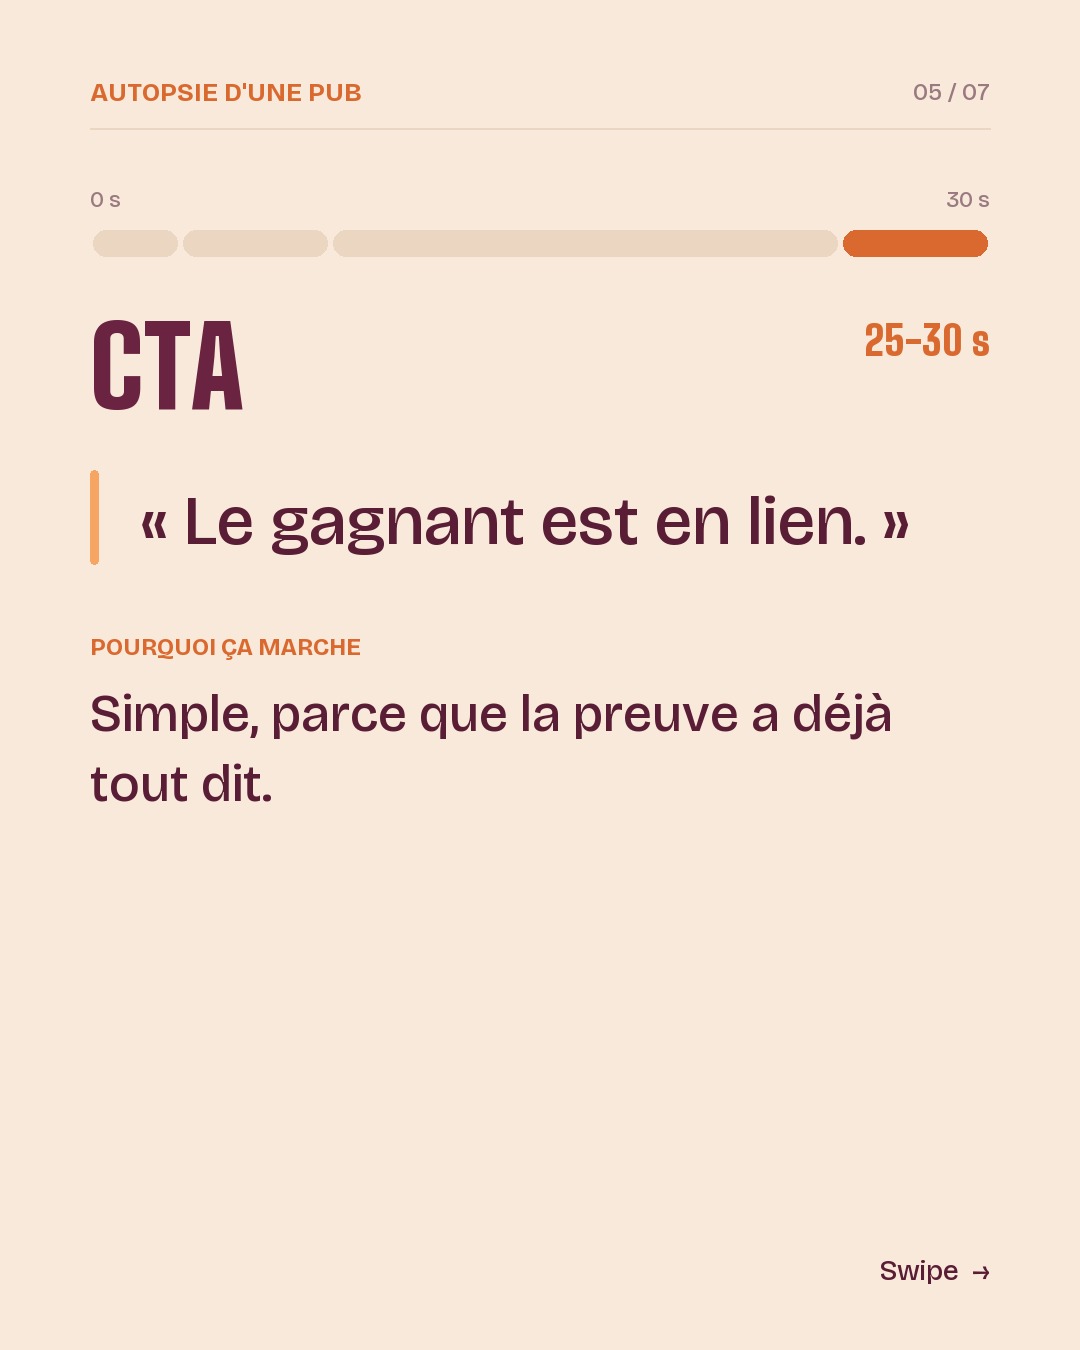 AUTOPSIE D'UNE PUB
05 / 07
0 s
30 s
CTA
25–30 s
« Le gagnant est en lien. »
POURQUOI ÇA MARCHE
Simple, parce que la preuve a déjà
tout dit.
Swipe →